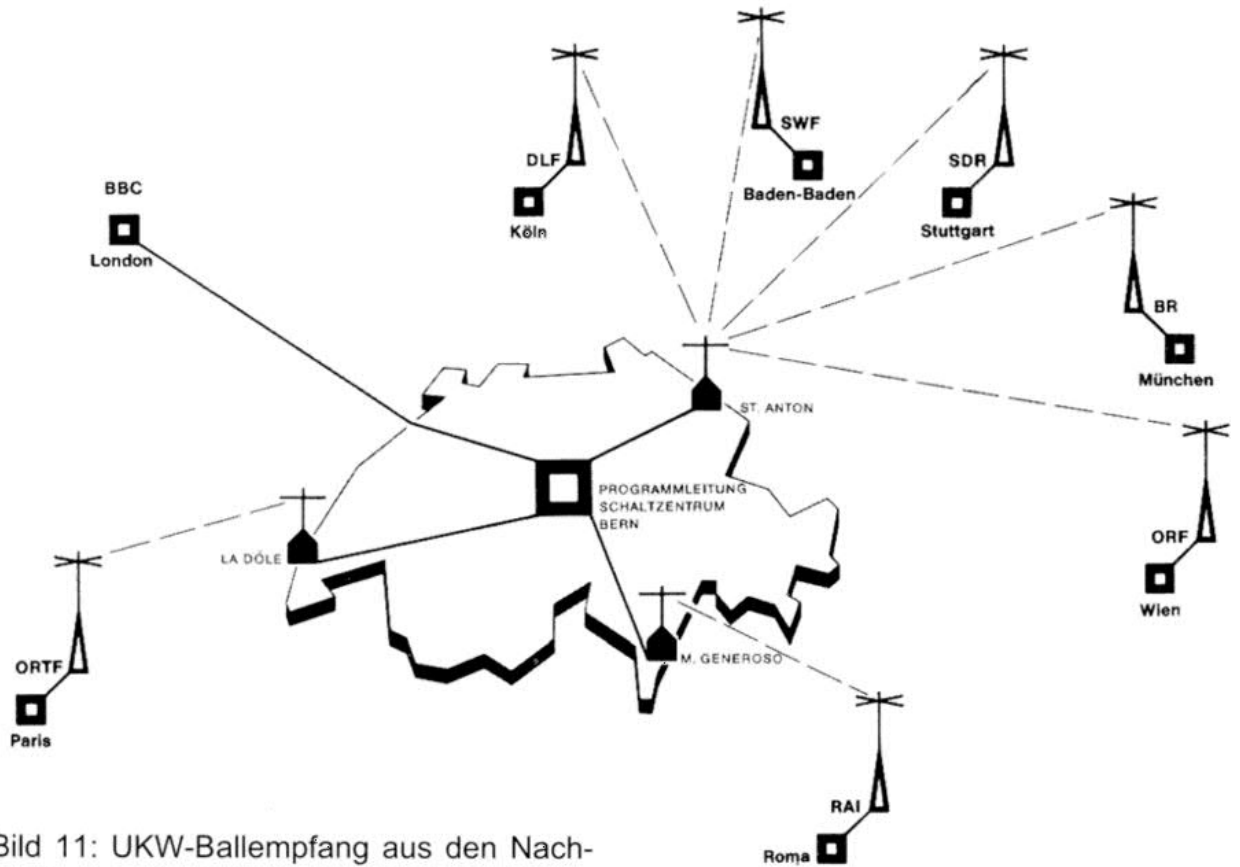 SWF
Baden-Baden
DLF
Köln
SDR
Stuttgart
BBC
London
BR
München
ST. ANTON
PROGRAMMLEITUNG
SCHALTZENTRUM
BERN
LA DÔLE
ORF
Wien
M. GENEROSO
ORTF
Paris
RAI
Roma
Bild 11: UKW-Ballempfang aus den Nach-